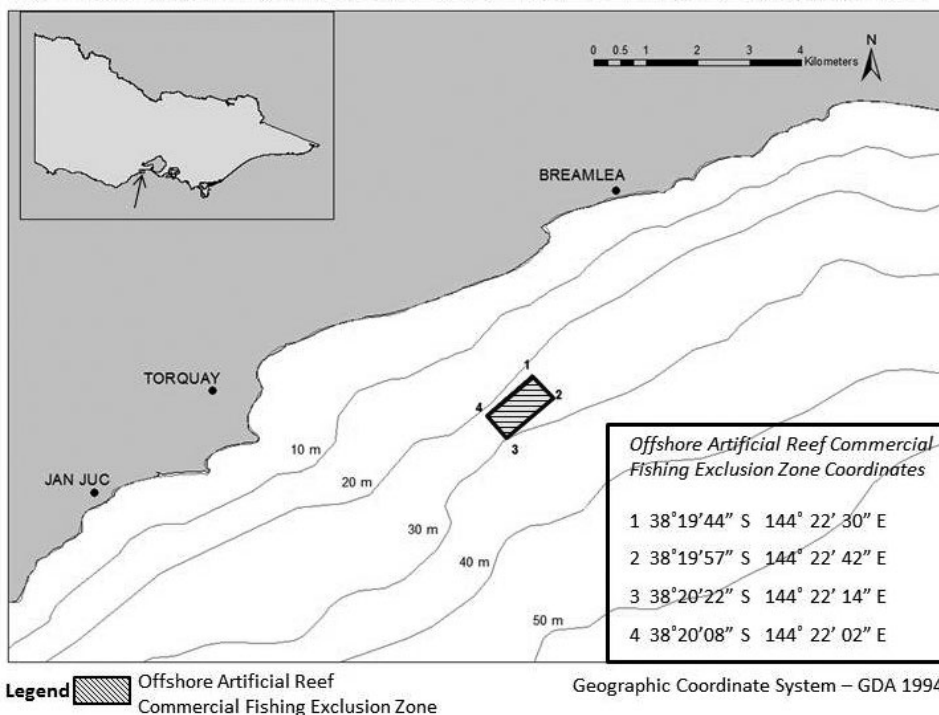 0 0.5 1 2 3 4
Kilometers
N
BREAMLEA
TORQUAY
JAN JUC
1
2
4
3
10 m
20 m
30 m
40 m
50 m
Offshore Artificial Reef Commercial
Fishing Exclusion Zone Coordinates
1 38°19'44” S 144° 22' 30” E
2 38°19'57” S 144° 22' 42” E
3 38°20'22” S 144° 22' 14” E
4 38°20'08” S 144° 22' 02” E
Legend
Offshore Artificial Reef
Commercial Fishing Exclusion Zone
Geographic Coordinate System – GDA 1994